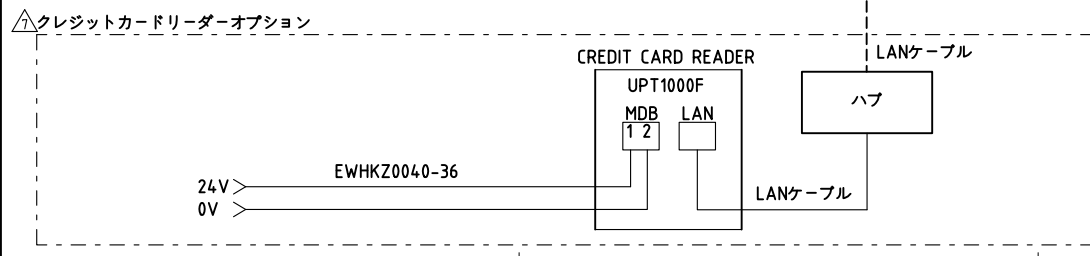 7 クレジットカードリーダーオプション
LANケーブル
CREDIT CARD READER
UPT1000F
ハブ
MDB LAN
1 2
EWHKZ0040-36
24V
LANケーブル
0V